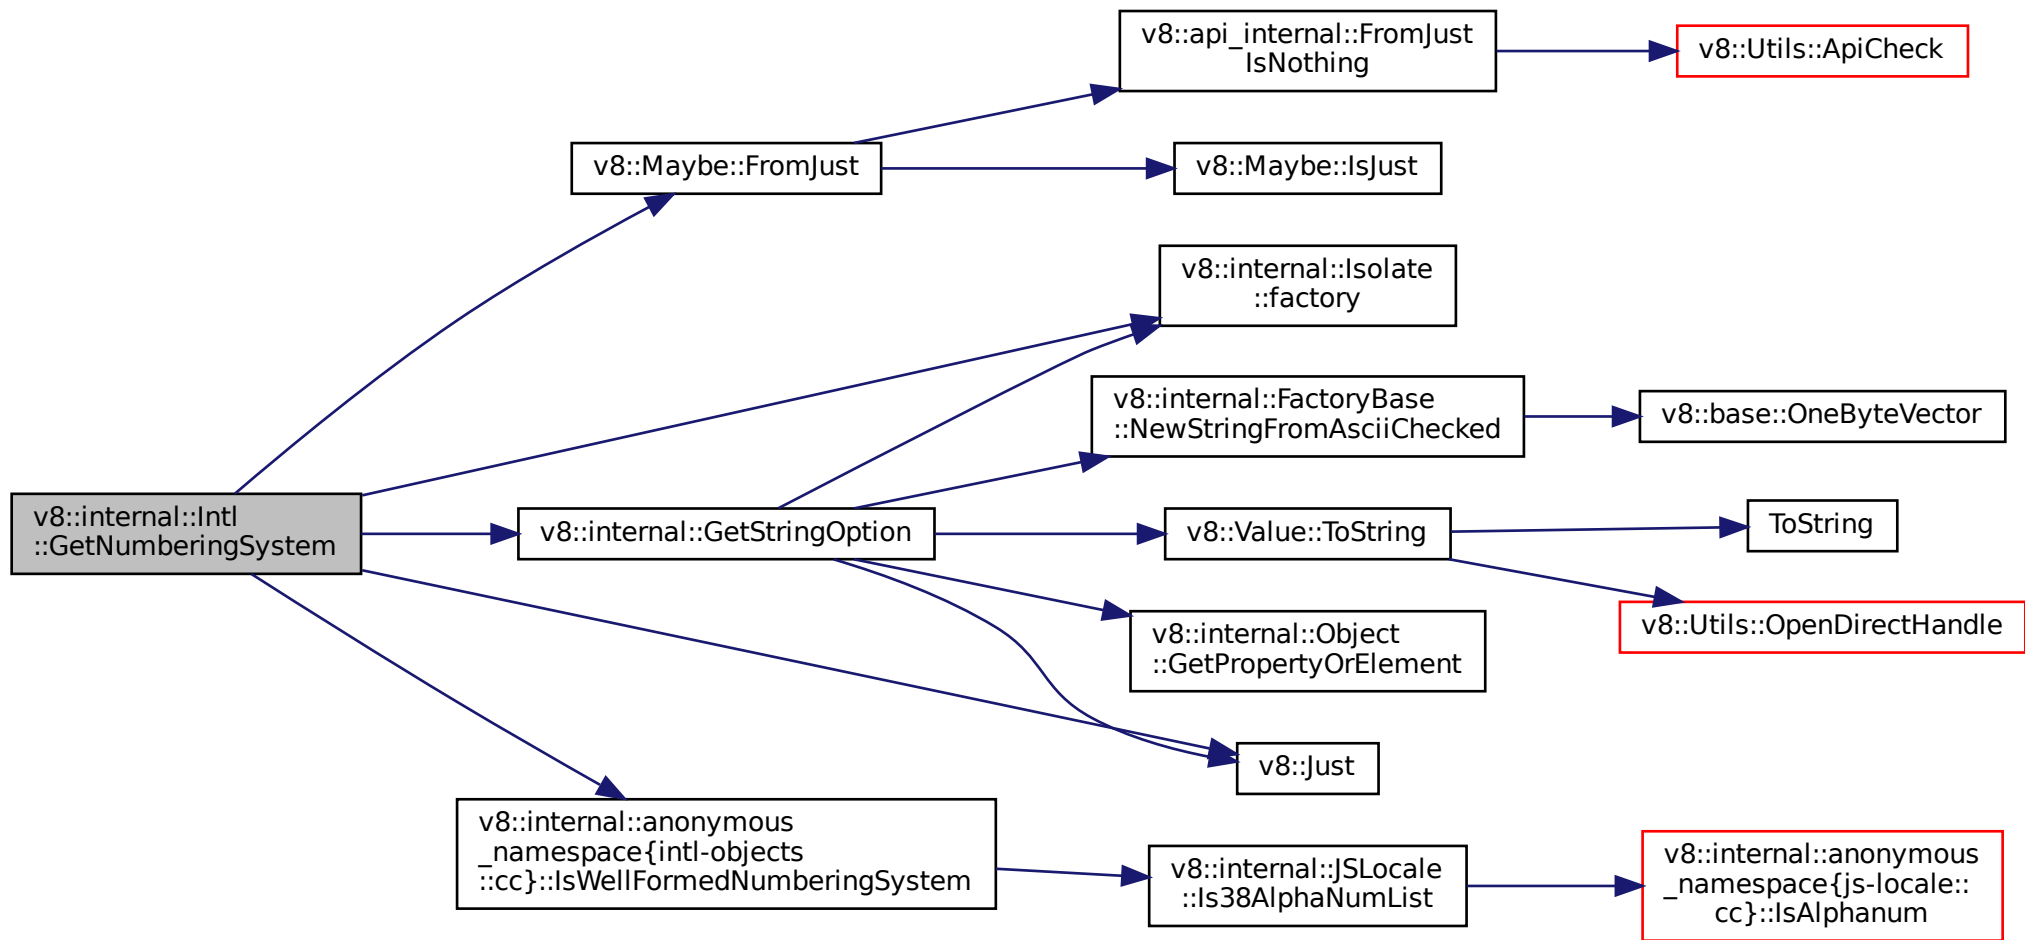 v8::api_internal::FromJust
IsNothing
v8::Utils::ApiCheck
v8::Maybe::FromJust
v8::Maybe::IsJust
v8::internal::Isolate
::factory
v8::internal::FactoryBase
::NewStringFromAsciiChecked
v8::base::OneByteVector
v8::internal::Intl
::GetNumberingSystem
v8::internal::GetStringOption
v8::Value::ToString
ToString
v8::Utils::OpenDirectHandle
v8::internal::Object
::GetPropertyOrElement
v8::Just
v8::internal::anonymous
_namespace{intl-objects
::cc}::IsWellFormedNumberingSystem
v8::internal::JSLocale
::Is38AlphaNumList
v8::internal::anonymous
_namespace{js-locale::
cc}::IsAlphanum